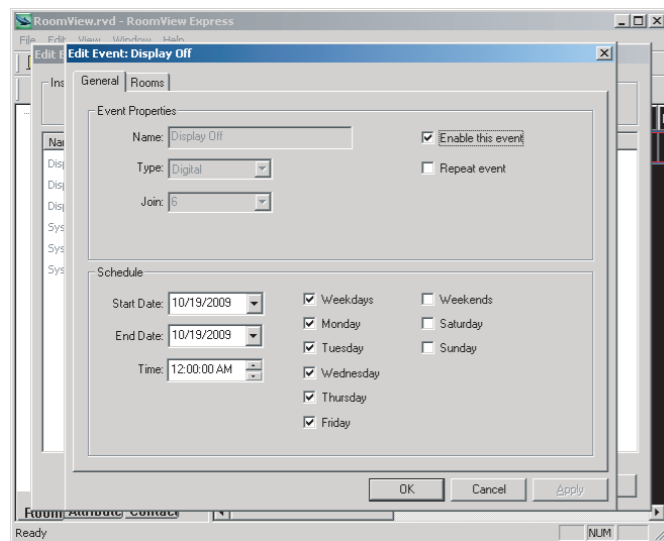 RoomView.rvd - RoomView Express
File Edit View Window Help
Edit Event: Display Off
General Rooms
Event Properties
Name: Display Off
Enable this event
Type: Digital
Repeat event
Join: 6
Schedule
Start Date: 10/19/2009
Weekdays
Weekends
End Date: 10/19/2009
Monday
Saturday
Tuesday
Sunday
Time: 12:00:00 AM
Wednesday
Thursday
Friday
OK Cancel Apply
Room Attribute Contact
Ready NUM